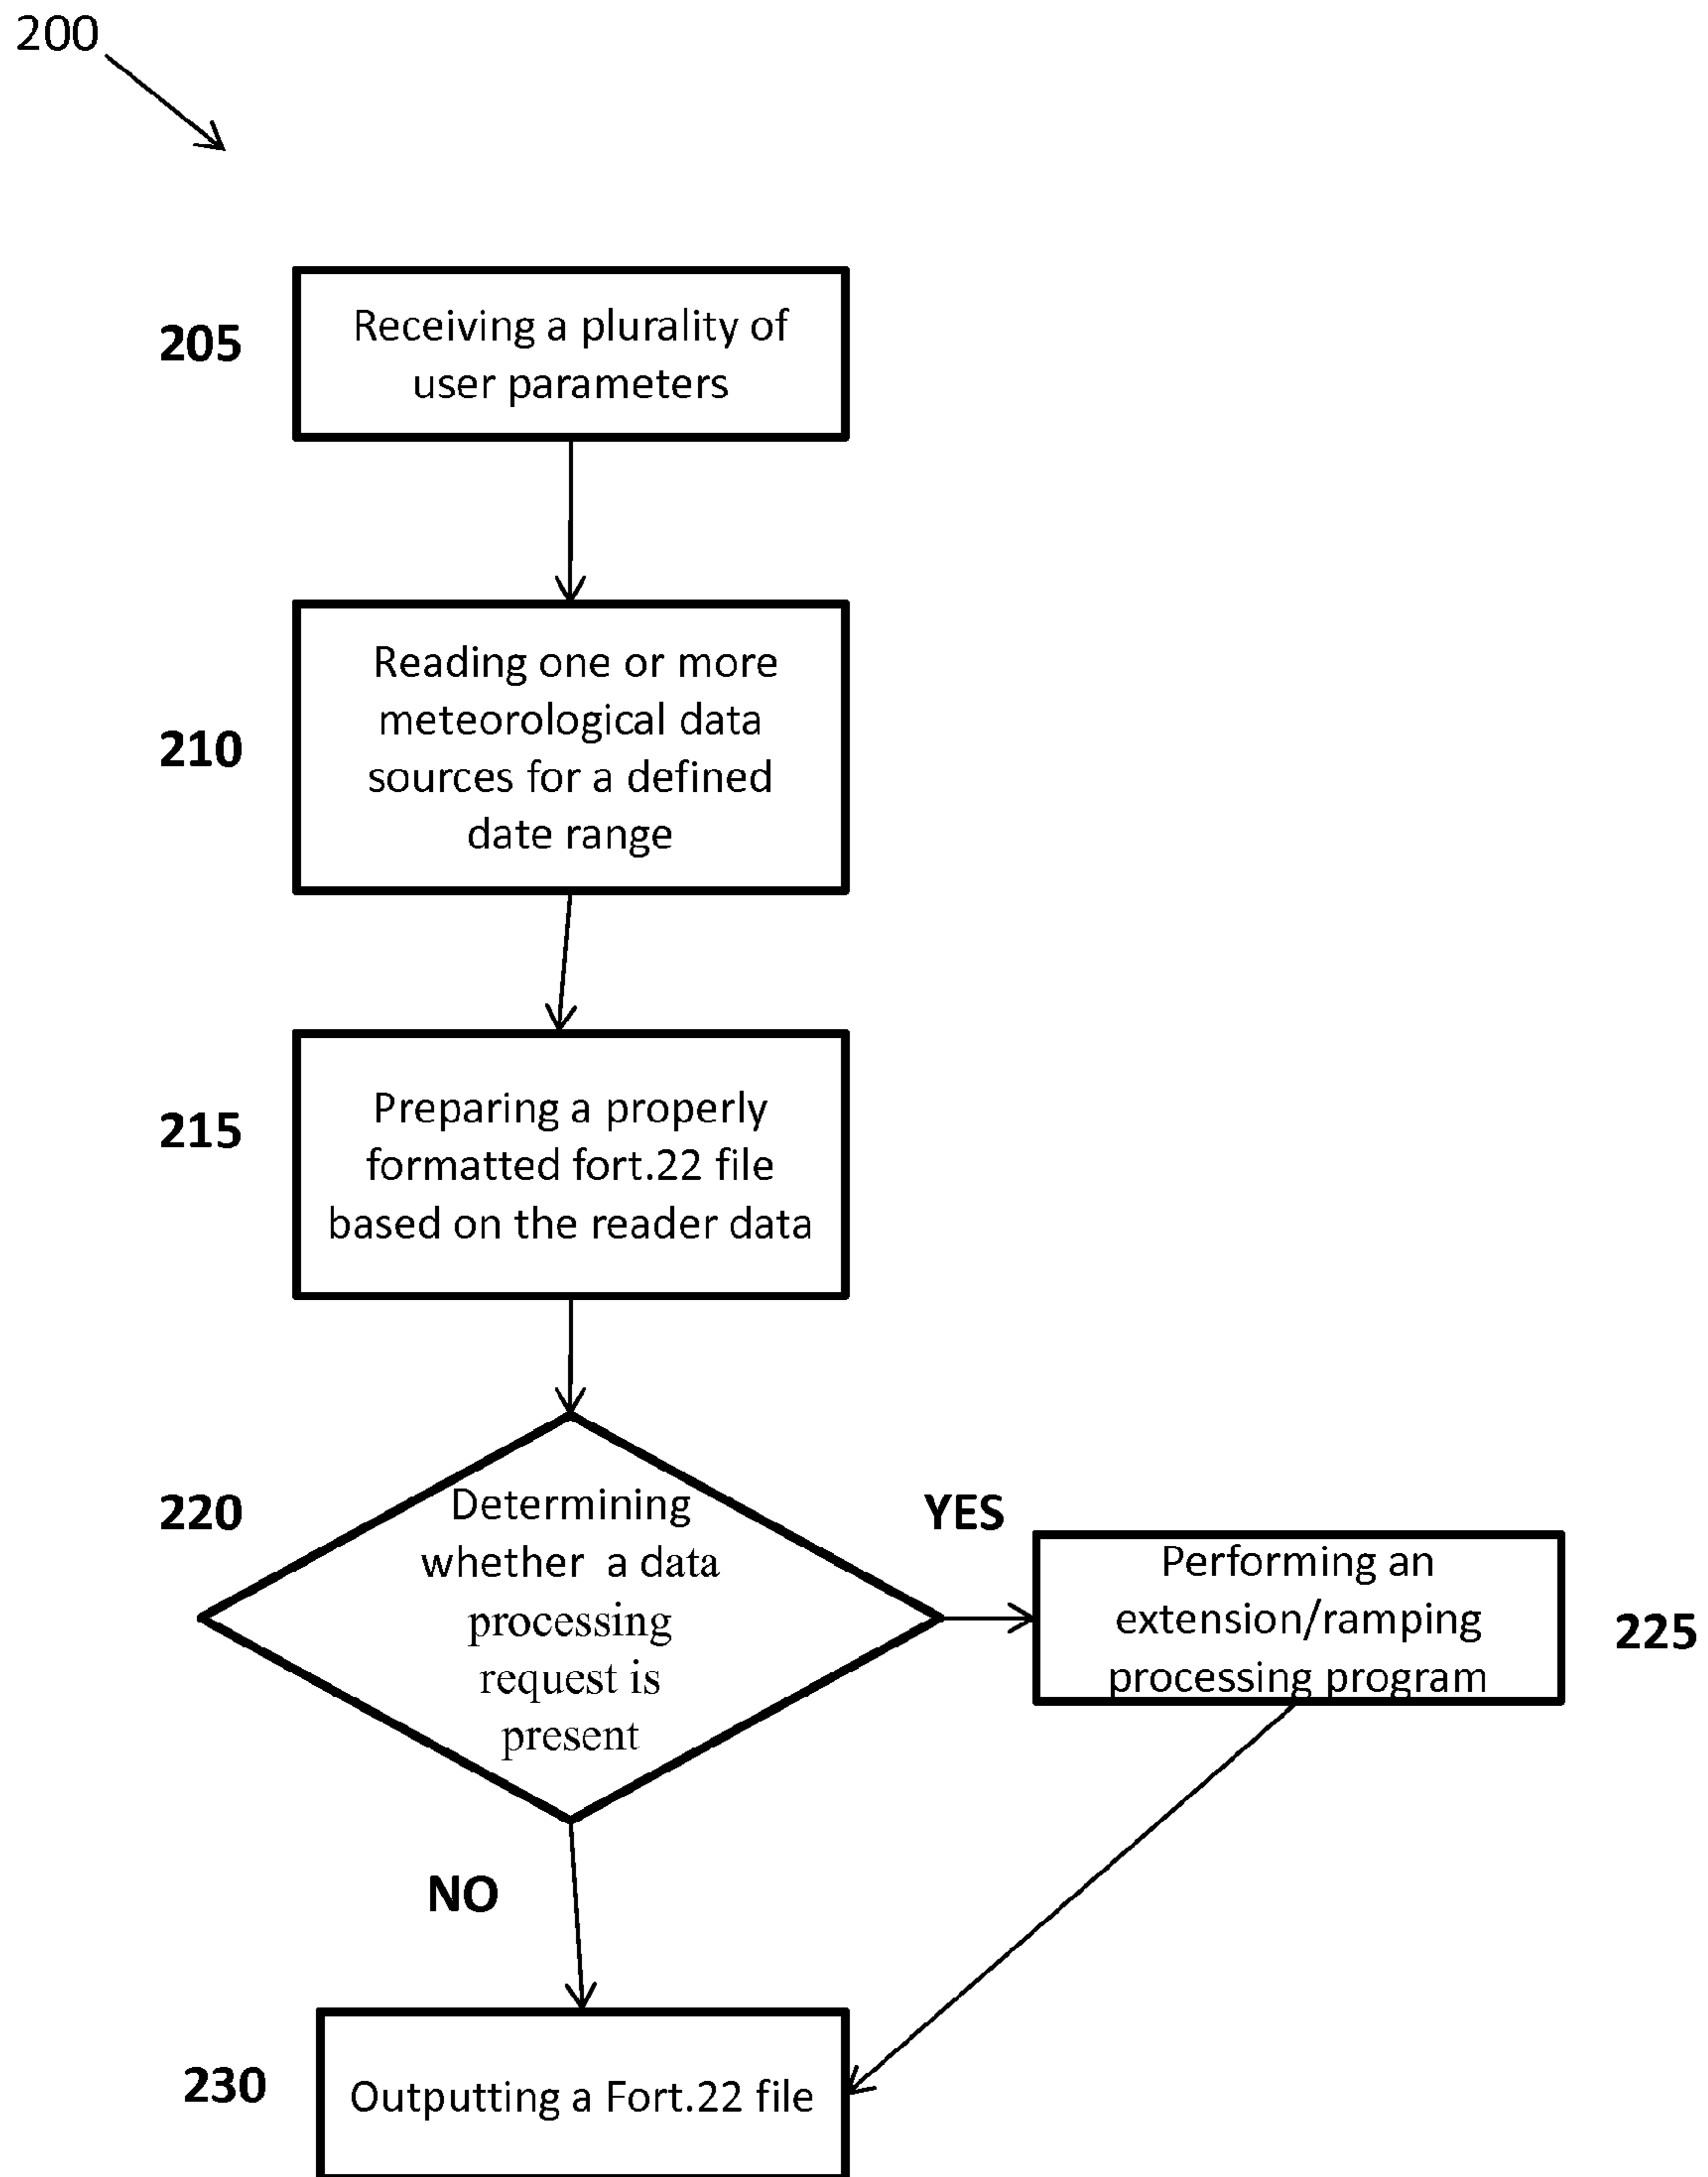 200
205
Receiving a plurality of
user parameters
210
Reading one or more
meteorological data
sources for a defined
date range
215
Preparing a properly
formatted fort.22 file
based on the reader data
220
Determining
whether a data
processing
request is
present
YES
Performing an
extension/ramping
processing program
225
NO
230
Outputting a Fort.22 file